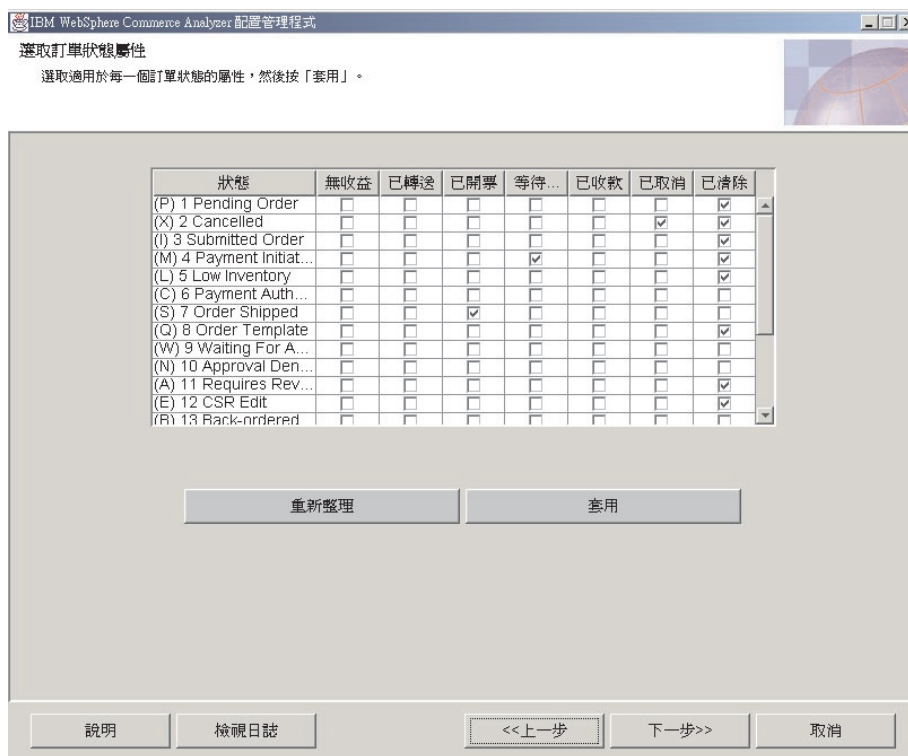 IBM WebSphere Commerce Analyzer 配置管理程式
選取訂單狀態屬性
選取適用於每一個訂單狀態的屬性，然後按「套用」。
狀態 無收益 已轉送 已開票 等待... 已收款 已取消 已清除
(P) 1 Pending Order
(X) 2 Cancelled
(I) 3 Submitted Order
(M) 4 Payment Initiat...
(L) 5 Low Inventory
(C) 6 Payment Auth...
(S) 7 Order Shipped
(Q) 8 Order Template
(W) 9 Waiting For A...
(N) 10 Approval Den...
(A) 11 Requires Rev...
(E) 12 CSR Edit
(B) 13 Back-ordered
重新整理 套用
說明 檢視日誌 <<上一步 下一步>> 取消